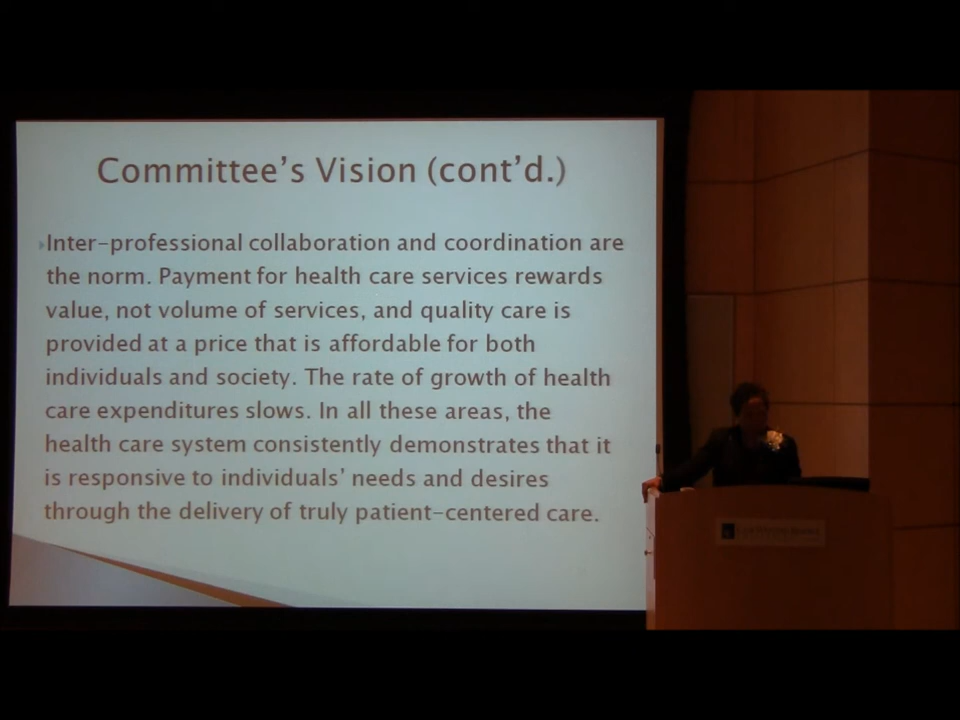 Committee’s Vision (cont’d.)
Inter-professional collaboration and coordination are
the norm. Payment for health care services rewards
value, not volume of services, and quality care is
provided at a price that is affordable for both
individuals and society. The rate of growth of health
care expenditures slows. In all these areas, the
health care system consistently demonstrates that it
is responsive to individuals’ needs and desires
through the delivery of truly patient-centered care.